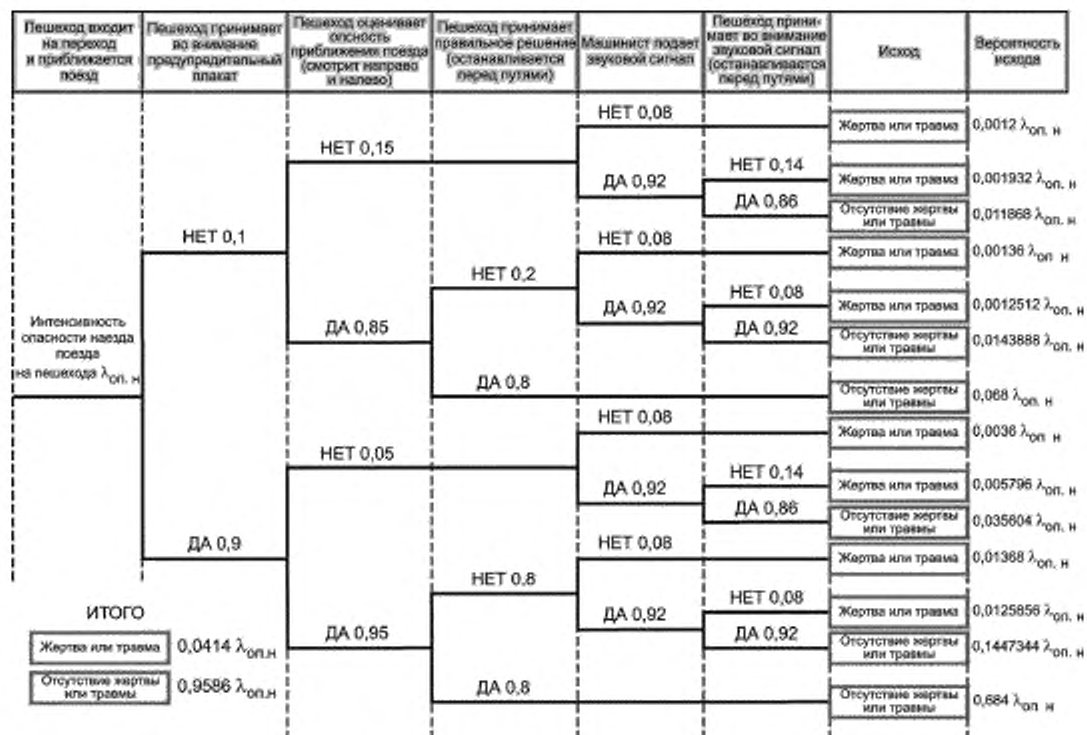 Пешеход входит
на переход
и приближается
поезд
Пешеход принимает
во внимание
предупредительный
плакат
Пешеход оценивает
опсность
приближения поезда
(смотрит направо
и налево)
Пешеход принимает
правильное решение
(останавливается
перед путями)
Машинист подает
звуковой сигнал
Пешеход прини-
мает во внимание
звуковой сигнал
(останавливается
перед путями)
Исход
Вероятность
исхода
НЕТ 0,08
Жертва или травма
0,0012 λоп. н
НЕТ 0,15
НЕТ 0,14
Жертва или травма
0,001932 λоп. н
ДА 0,92
ДА 0,86
Отсутствие жертвы
или травмы
0,011868 λоп. н
НЕТ 0,1
НЕТ 0,08
Жертва или травма
0,00136 λоп н
НЕТ 0,2
НЕТ 0,08
Жертва или травма
0,0012512 λоп. н
ДА 0,92
Интенсивность
опасности наезда
поезда
на пешехода λоп. н
ДА 0,85
ДА 0,92
Отсутствие жертвы
или травмы
0,0143888 λоп. н
ДА 0,8
Отсутствие жертвы
или травмы
0,068 λоп. н
НЕТ 0,08
Жертва или травма
0,0036 λоп. н
НЕТ 0,05
НЕТ 0,14
Жертва или травма
0,005796 λоп. н
ДА 0,92
ДА 0,86
Отсутствие жертвы
или травмы
0,035604 λоп. н
ДА 0,9
НЕТ 0,08
Жертва или травма
0,01368 λоп. н
НЕТ 0,8
НЕТ 0,08
Жертва или травма
0,0125856 λоп. н
ДА 0,92
ДА 0,95
ДА 0,92
Отсутствие жертвы
или травмы
0,1447344 λоп. н
ДА 0,8
Отсутствие жертвы
или травмы
0,684 λоп н
ИТОГО
Жертва или травма
0,0414 λоп.н
Отсутствие жертвы
или травмы
0,9586 λоп.н